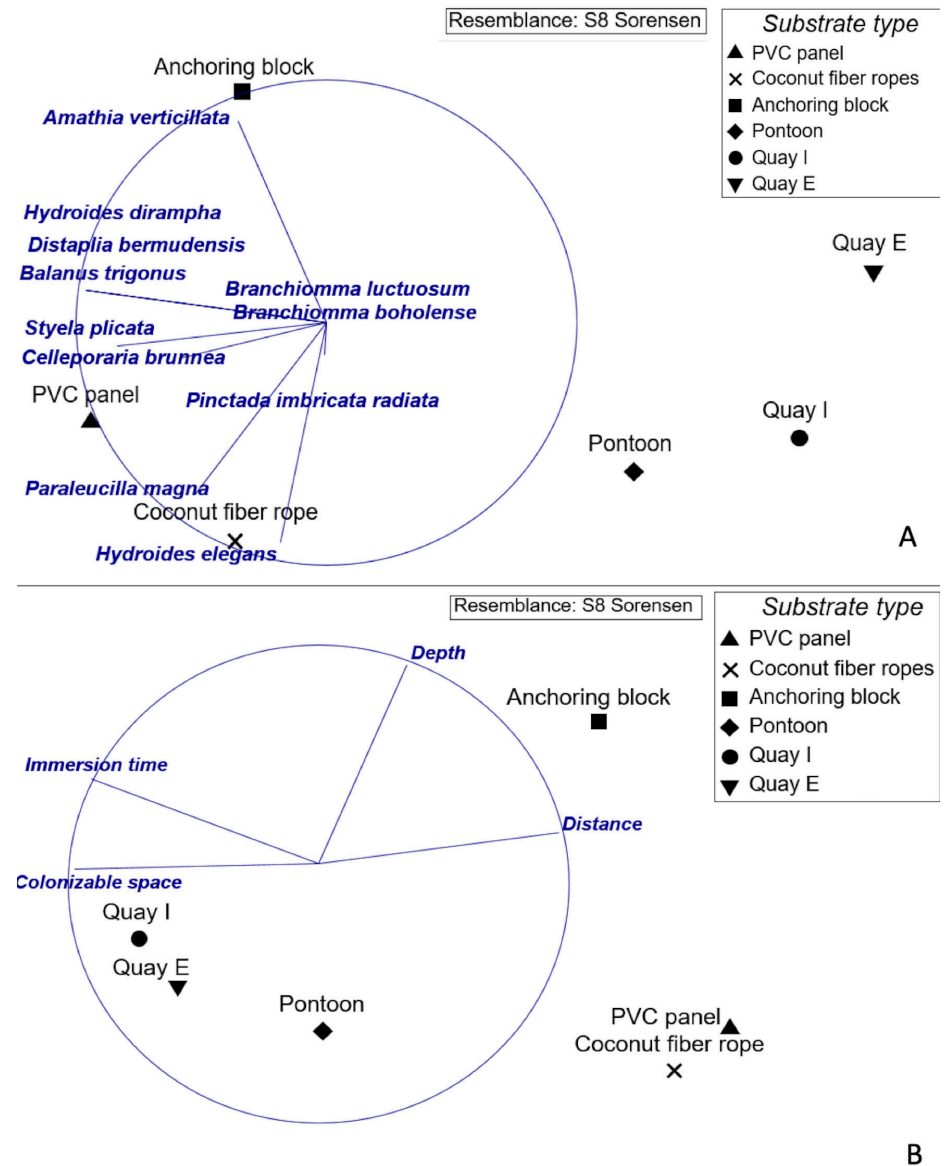 Resemblance: S8 Sorensen
Substrate type
PVC panel
Coconut fiber ropes
Anchoring block
Pontoon
Quay I
Quay E
Anchoring block
Amathia verticillata
Hydroides dirampha
Distaplia bermudensis
Balanus trigonus
Branchiomma luctuosum
Branchiomma boholense
Styela plicata
Celleporaria brunnea
PVC panel
Pinctada imbricata radiata
Paraleucilla magna
Coconut fiber rope
Hydroides elegans
Quay E
Quay I
Pontoon
A
Resemblance: S8 Sorensen
Substrate type
PVC panel
Coconut fiber ropes
Anchoring block
Pontoon
Quay I
Quay E
Depth
Anchoring block
Immersion time
Distance
Colonizable space
Quay I
Quay E
Pontoon
PVC panel
Coconut fiber rope
B